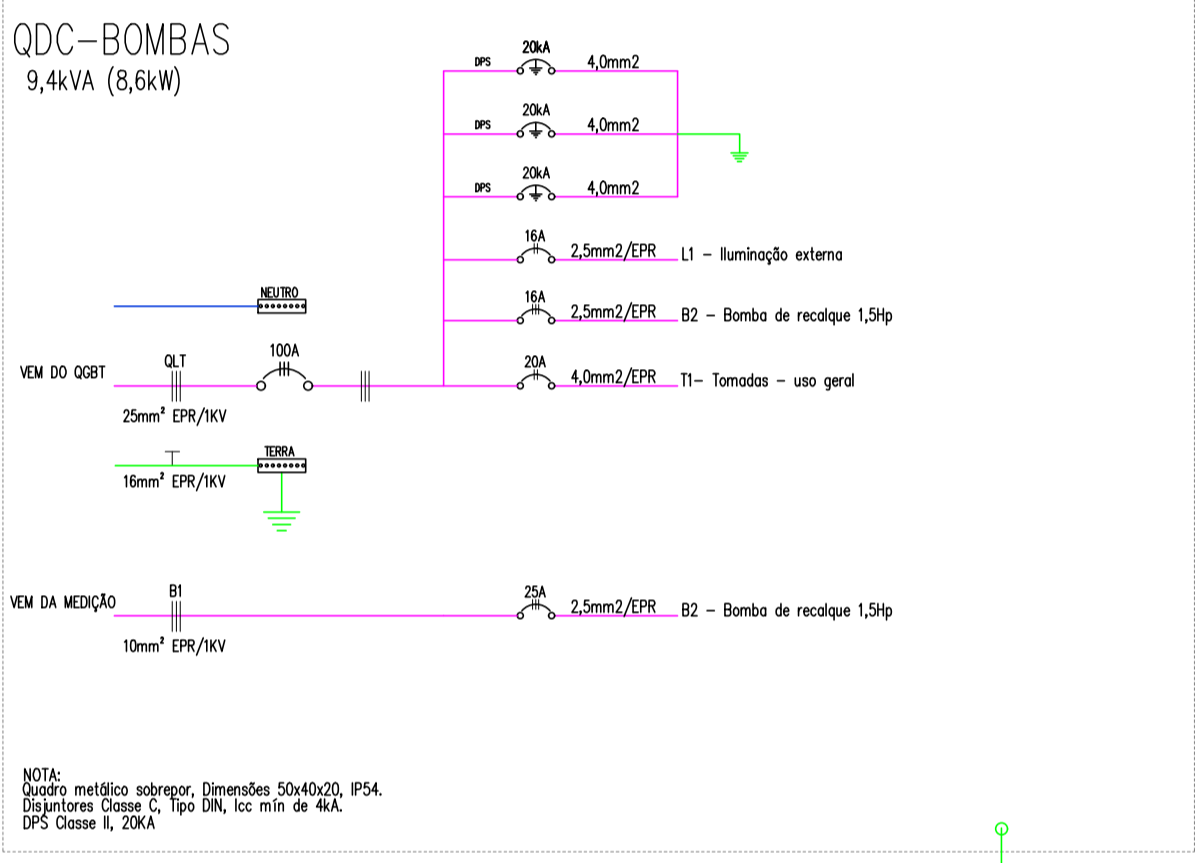 QDC-BOMBAS
9,4kVA (8,6kW)
DPS 20kA 4,0mm2
DPS 20kA 4,0mm2
DPS 20kA 4,0mm2
16A 2,5mm2/EPR L1 - Iluminação externa
NEUTRO
16A 2,5mm2/EPR B2 - Bomba de recalque 1,5Hp
VEM DO QGBT QLT 100A 20A 4,0mm2/EPR T1- Tomadas - uso geral
25mm² EPR/1KV
T TERRA
16mm² EPR/1KV
VEM DA MEDIÇÃO B1 25A 2,5mm2/EPR B2 - Bomba de recalque 1,5Hp
10mm² EPR/1KV
NOTA:
Quadro metálico sobrepor, Dimensões 50x40x20, IP54.
Disjuntores Classe C, Tipo DIN, Icc mín de 4kA.
DPS Classe II, 20KA